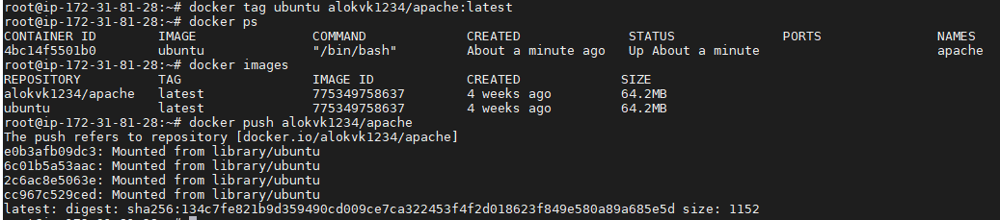 root@ip-172-31-81-28:~# docker tag ubuntu alokvk1234/apache:latest
root@ip-172-31-81-28:~# docker ps
CONTAINER ID IMAGE COMMAND CREATED STATUS PORTS NAMES
4bc14f5501b0 ubuntu "/bin/bash" About a minute ago Up About a minute apache
root@ip-172-31-81-28:~# docker images
REPOSITORY TAG IMAGE ID CREATED SIZE
alokvk1234/apache latest 775349758637 4 weeks ago 64.2MB
ubuntu latest 775349758637 4 weeks ago 64.2MB
root@ip-172-31-81-28:~# docker push alokvk1234/apache
The push refers to repository [docker.io/alokvk1234/apache]
e0b3afb09dc3: Mounted from library/ubuntu
6c01b5a53aac: Mounted from library/ubuntu
2c6ac8e5063e: Mounted from library/ubuntu
cc967c529ced: Mounted from library/ubuntu
latest: digest: sha256:134c7fe821b9d359490cd009ce7ca322453f4f2d018623f849e580a89a685e5d size: 1152
root@ip-172-31-81-28:~#